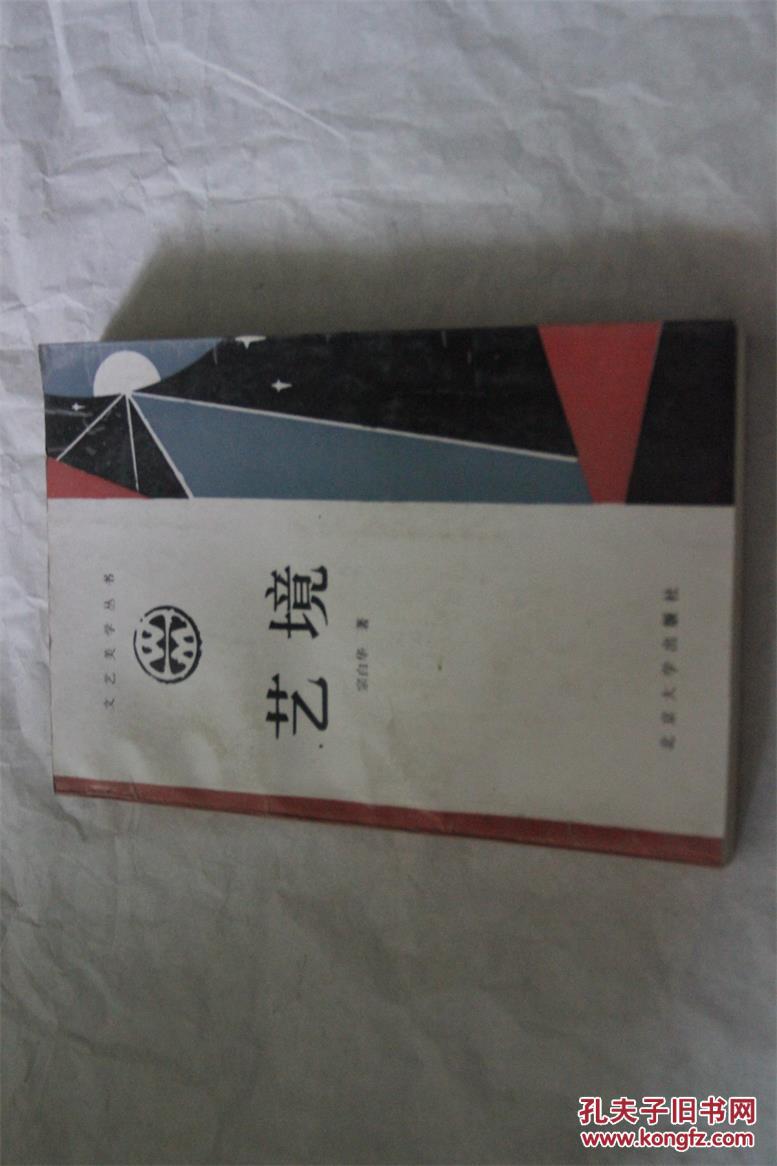 文艺美学丛书
艺境
宗白华 著
北京大学出版社
孔夫子旧书网
www.kongfz.com